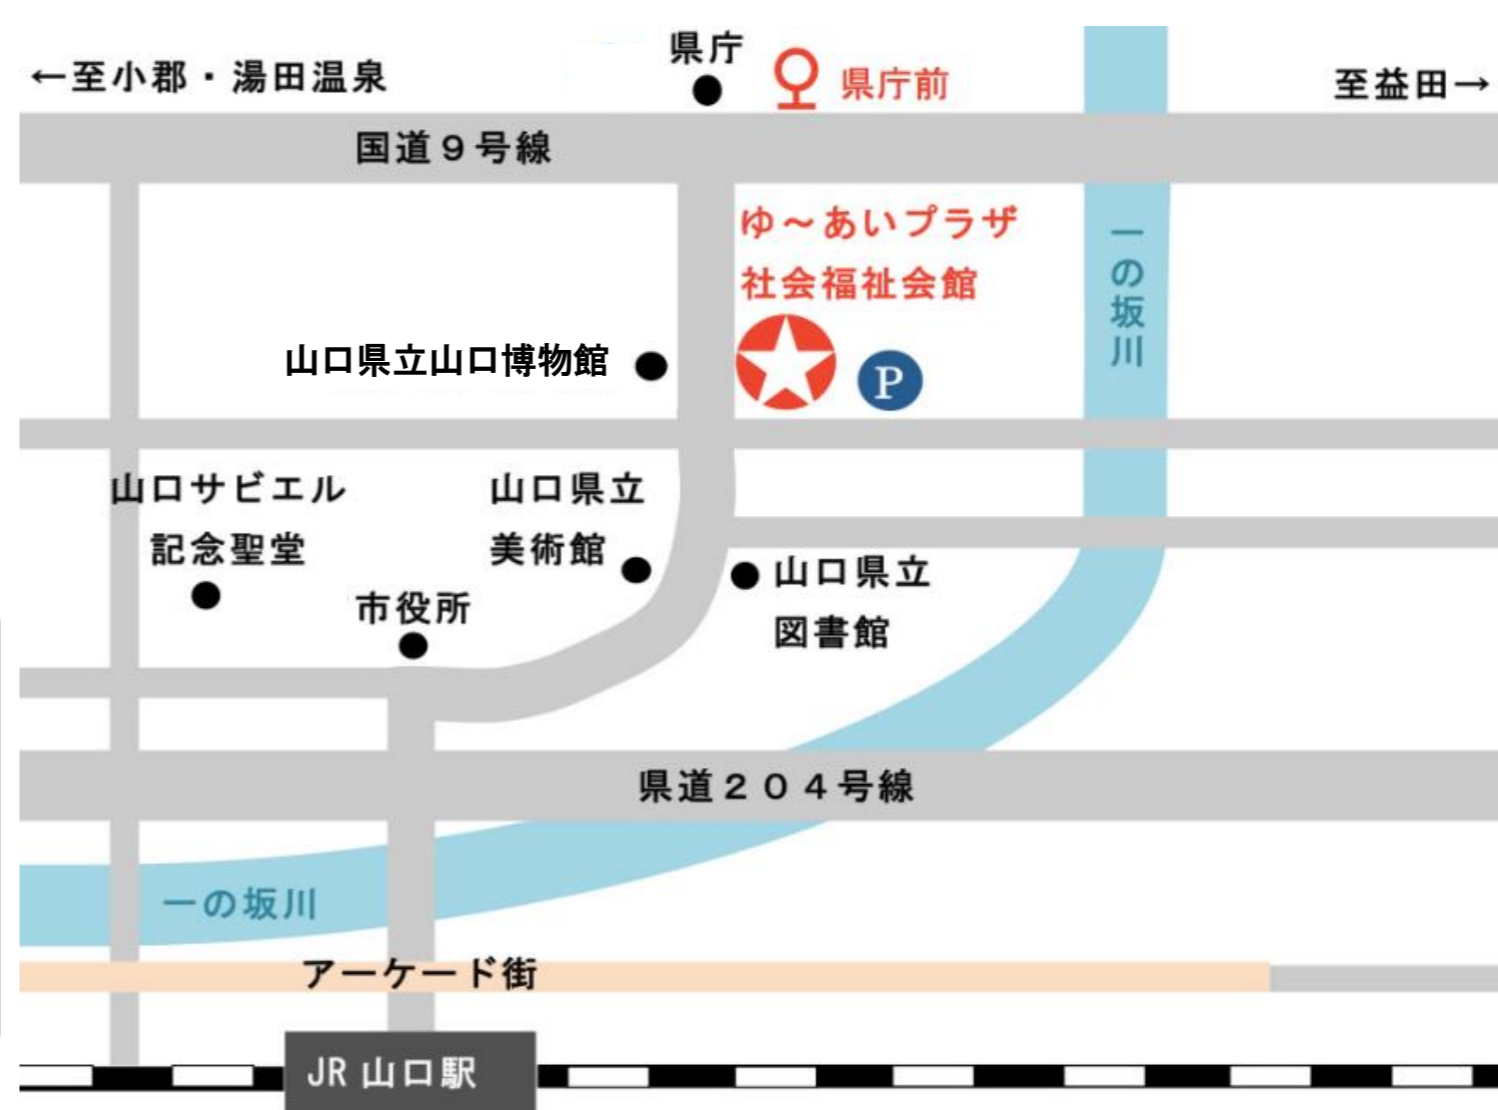 県庁
←至小郡・湯田温泉
県庁前
至益田→
国道９号線
ゆ～あいプラザ
社会福祉会館
一の坂川
山口県立山口博物館
P
山口サビエル
記念聖堂
山口県立
美術館
市役所
山口県立
図書館
県道２０４号線
一の坂川
アーケード街
JR 山口駅